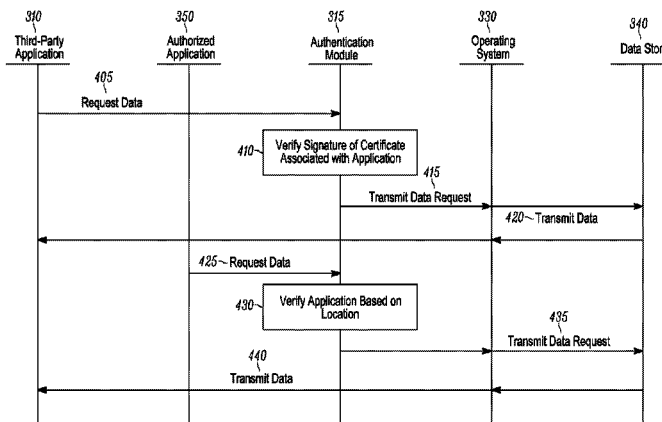 310
350
315
330
340
Third-Party
Application
Authorized
Application
Authentication
Module
Operating
System
Data Stor
405
Request Data
410
Verify Signature of Certificate
Associated with Application
415
Transmit Data Request
420
Transmit Data
425
Request Data
430
Verify Application Based on
Location
435
Transmit Data Request
440
Transmit Data